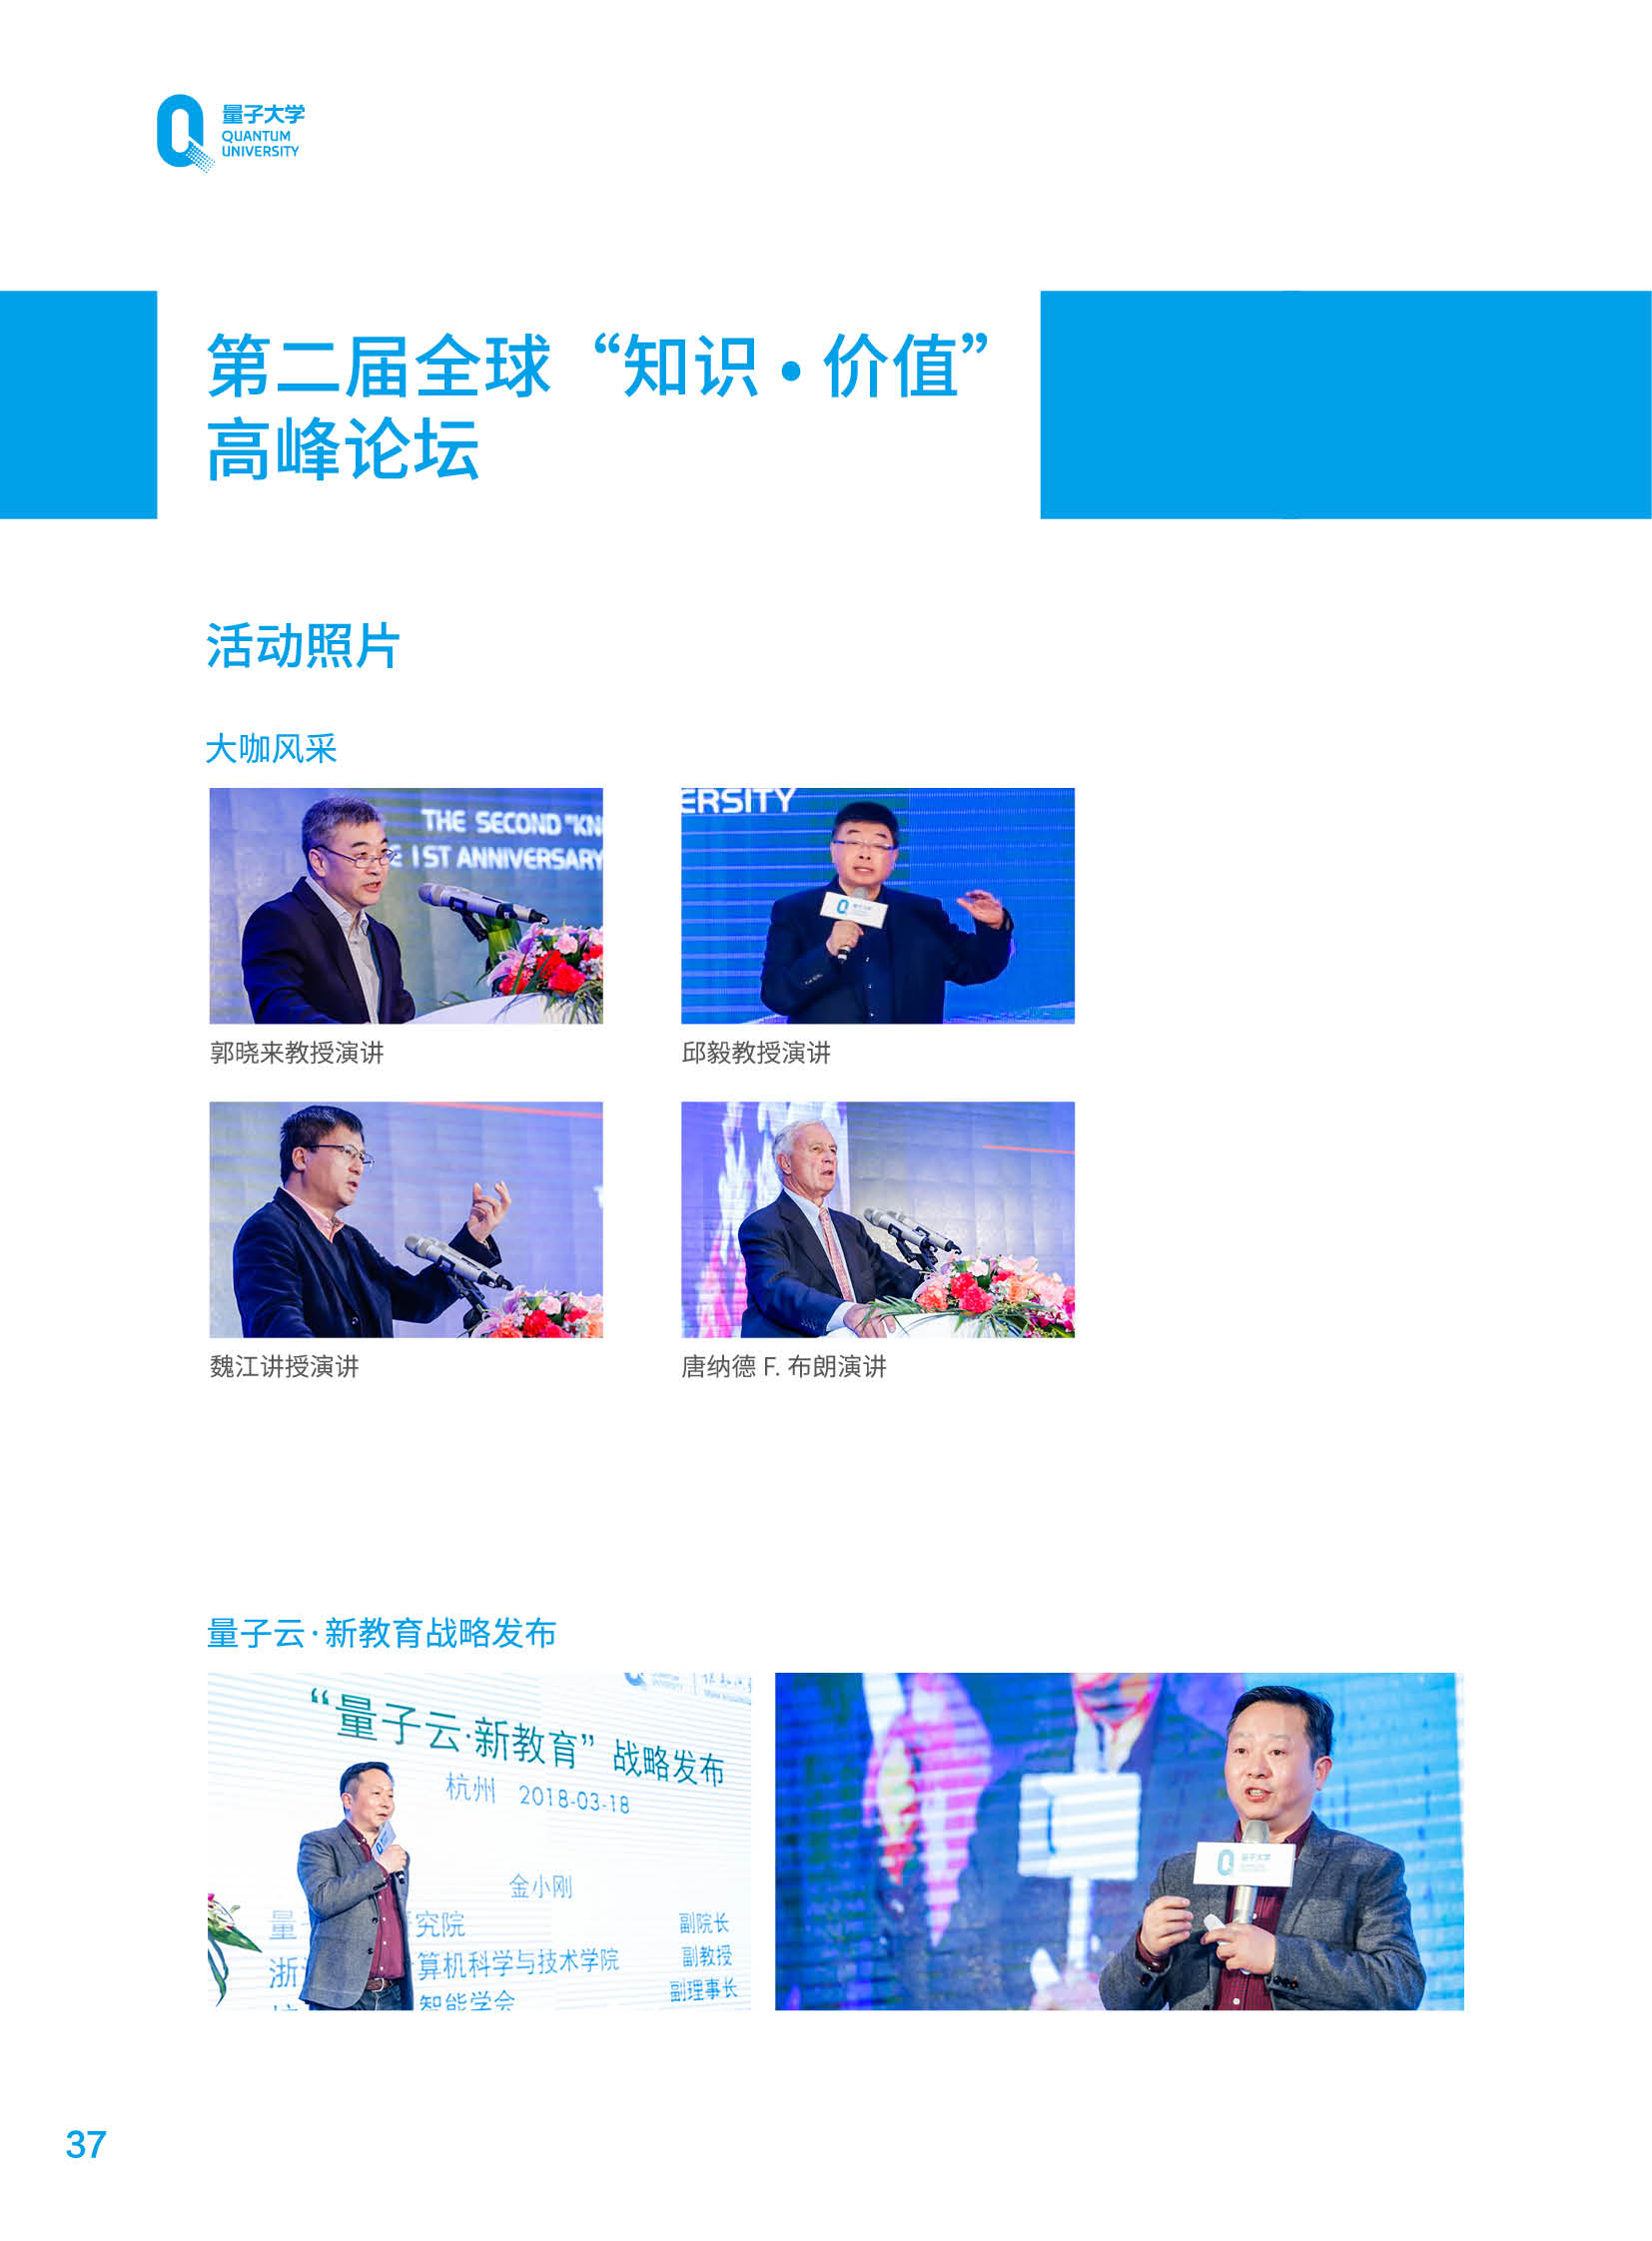 量子大学
QUANTUM
UNIVERSITY
第二届全球“知识·价值”
高峰论坛
活动照片
大咖风采
THE SECOND "KN
1ST ANNIVERSARY
ERSITY
郭晓来教授演讲
邱毅教授演讲
魏江讲授演讲
唐纳德 F. 布朗演讲
量子云·新教育战略发布
“量子云·新教育”战略发布
杭州 2018-03-18
金小刚
量 究院 副院长
浙 算机科学与技术学院 副教授
智能学会 副理事长
量子大学
37